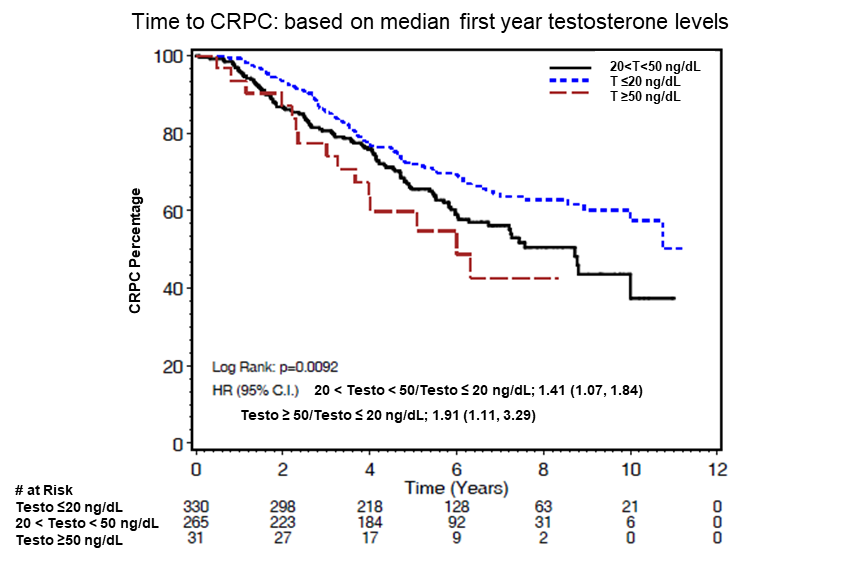 Time to CRPC: based on median first year testosterone levels
100
80
60
40
20
0
CRPC Percentage
20<T<50 ng/dL
T ≤20 ng/dL
T ≥50 ng/dL
Log Rank: p=0.0092
HR (95% C.I.) 20 < Testo < 50/Testo ≤ 20 ng/dL; 1.41 (1.07, 1.84)
Testo ≥ 50/Testo ≤ 20 ng/dL; 1.91 (1.11, 3.29)
0 2 4 6 8 10 12
Time (Years)
# at Risk
Testo ≤20 ng/dL 330 298 218 128 63 21 0
20 < Testo < 50 ng/dL 265 223 184 92 31 6 0
Testo ≥50 ng/dL 31 27 17 9 2 0 0